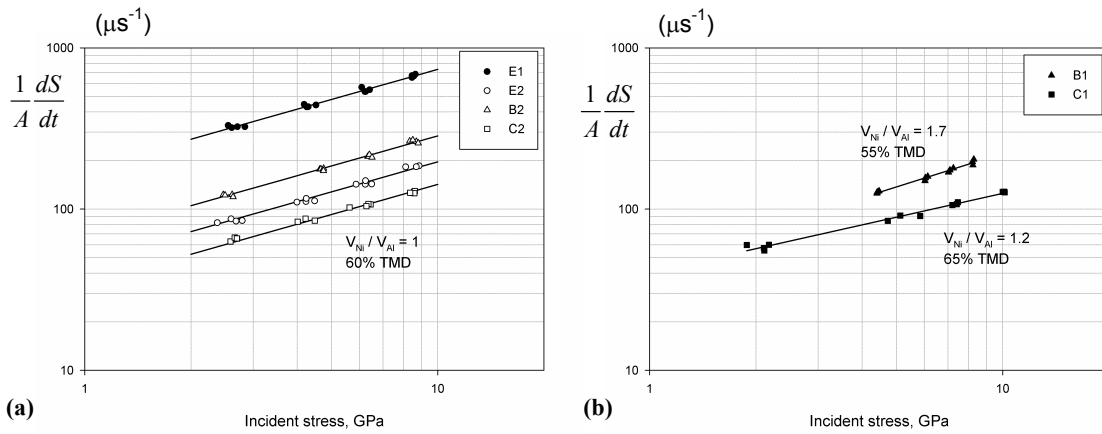 (μs⁻¹)
1000
1/A dS/dt
100
10
1
10
E1
E2
B2
C2
V_Ni / V_Al = 1
60% TMD
(a)
Incident stress, GPa
(μs⁻¹)
1000
1/A dS/dt
100
10
1
10
B1
C1
V_Ni / V_Al = 1.7
55% TMD
V_Ni / V_Al = 1.2
65% TMD
(b)
Incident stress, GPa